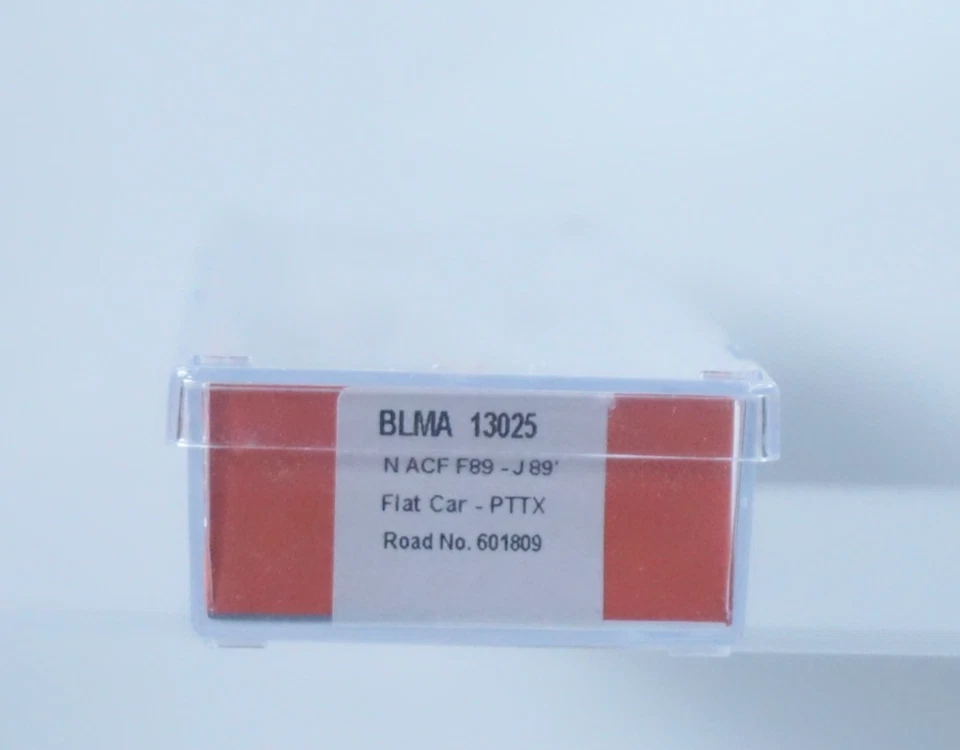 BLMA 13025
N ACF F89 - J 89'
Flat Car - PTTX
Road No. 601809